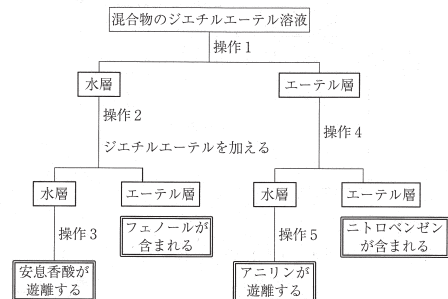 混合物のジエチルエーテル溶液
操作1
水層
エーテル層
操作2
操作4
ジエチルエーテルを加える
水層
エーテル層
水層
エーテル層
操作3
フェノールが
含まれる
操作5
ニトロベンゼン
が含まれる
安息香酸が
遊離する
アニリンが
遊離する